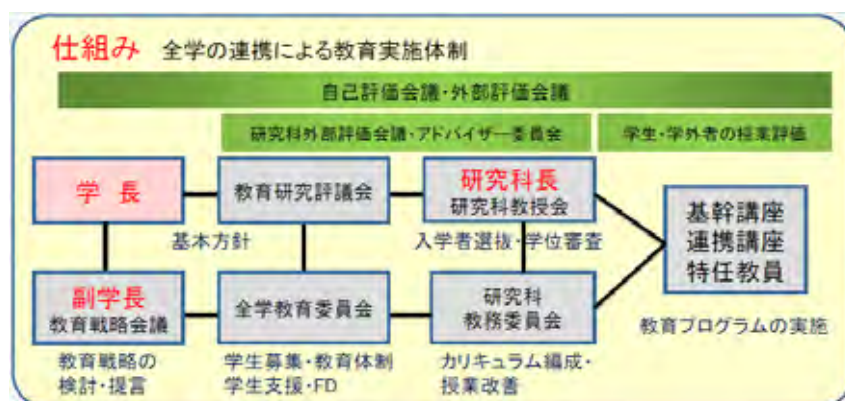 仕組み 全学の連携による教育実施体制
自己評価会議・外部評価会議
研究科外部評価会議・アドバイザー委員会
学生・学外者の授業評価
学 長
教育研究評議会
研究科長
研究科教授会
基幹講座
連携講座
特任教員
基本方針
入学者選抜・学位審査
副学長
教育戦略会議
全学教育委員会
研究科
教務委員会
教育プログラムの実施
教育戦略の
検討・提言
学生募集・教育体制
学生支援・FD
カリキュラム編成・
授業改善